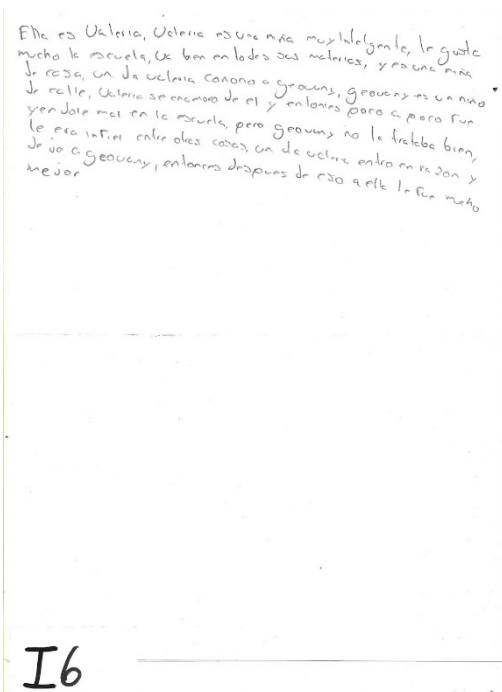 Ella es Valeria, Valeria es una niña muy inteligente, le gusta
mucho la escuela, va bien en todas sus materias, y es una niña
de casa, un dia valeria conocio a geovany, geovany es un niño
de calle, Valeria se enamoro de el y entonces poco a poco fue
yendole mal en la escuela, pero geovany no la trataba bien,
le era infiel entre otras cosas, un dia valeria entro en razon y
dejo a geovany, entonces despues de eso a ella le fue mucho
mejor
I6